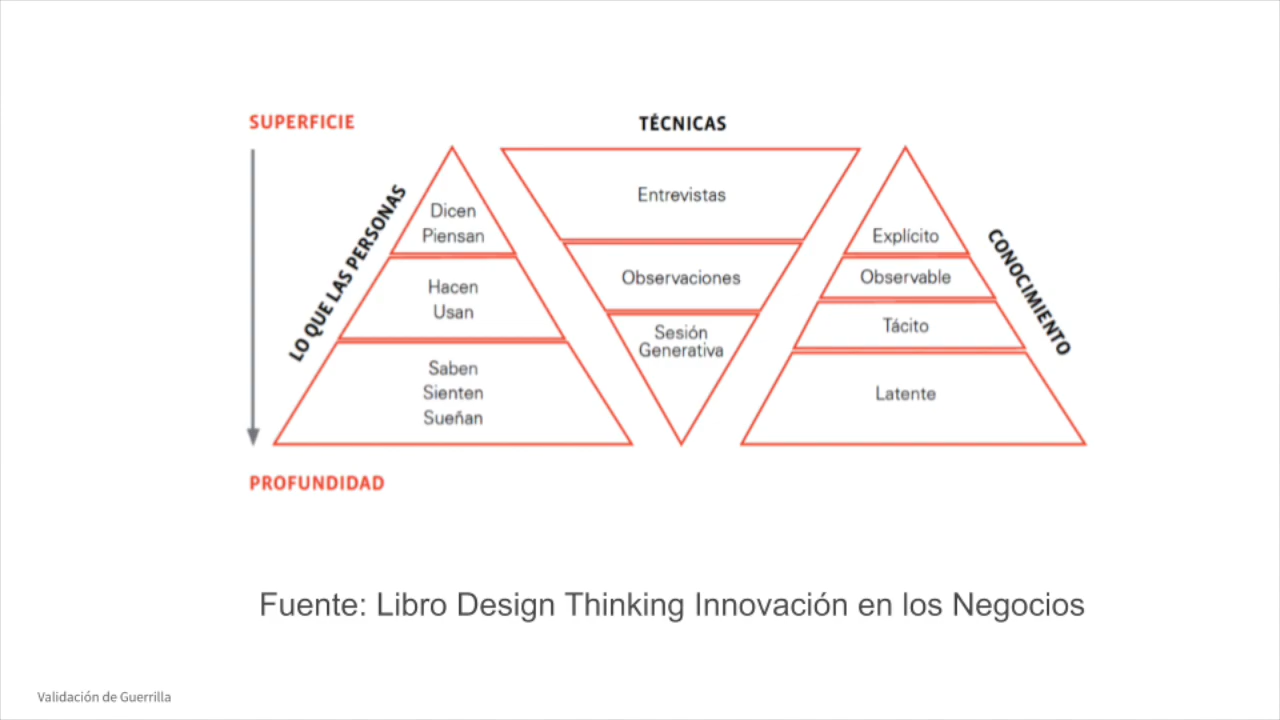 SUPERFICIE
TÉCNICAS
LO QUE LAS PERSONAS
Dicen
Piensan
Hacen
Usan
Saben
Sienten
Sueñan
Entrevistas
Observaciones
Sesión
Generativa
Explícito
Observable
Tácito
Latente
CONOCIMIENTO
PROFUNDIDAD
Fuente: Libro Design Thinking Innovación en los Negocios
Validación de Guerrilla